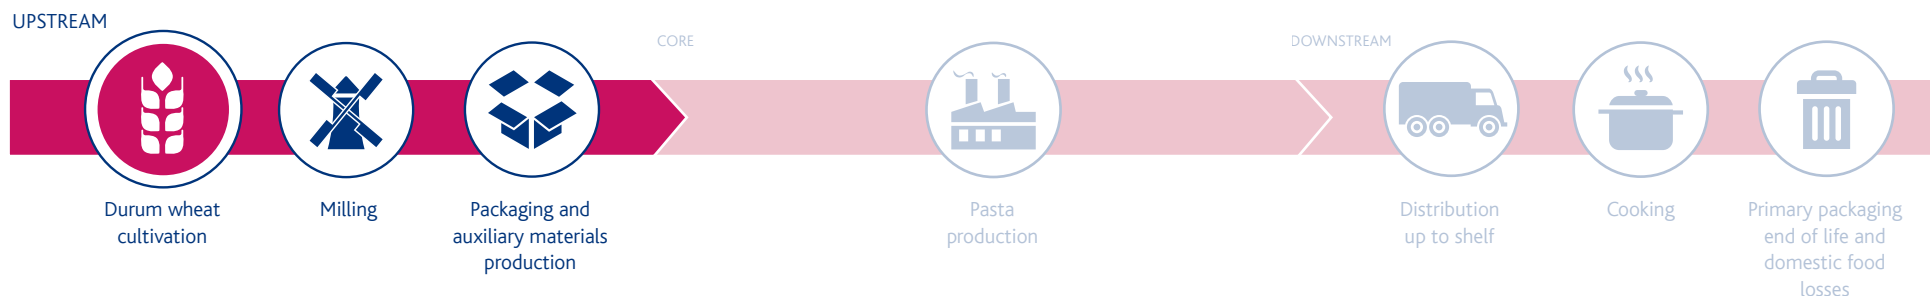 UPSTREAM
CORE
DOWNSTREAM
Durum wheat
cultivation
Milling
Packaging and
auxiliary materials
production
Pasta
production
Distribution
up to shelf
Cooking
Primary packaging
end of life and
domestic food
losses